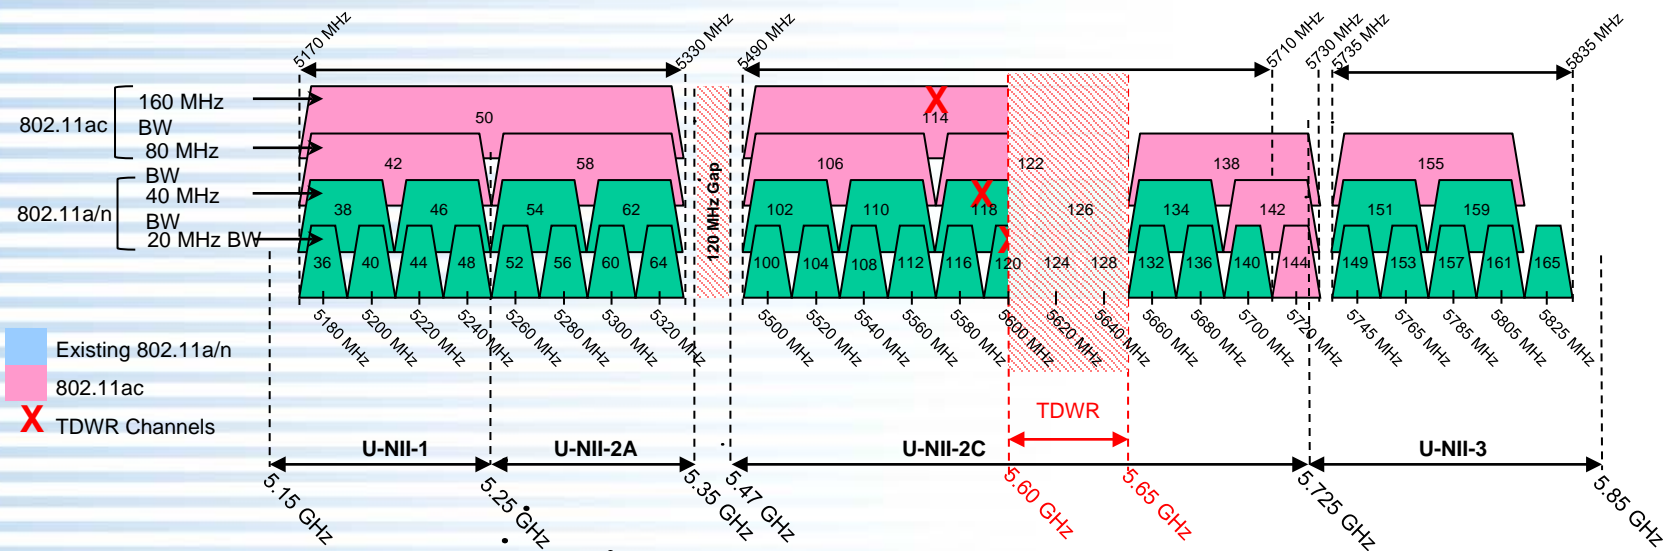 5170 MHz
5330 MHz
5490 MHz
5710 MHz
5730 MHz
5735 MHz
5835 MHz
802.11ac
160 MHz
BW
80 MHz
BW
802.11a/n
40 MHz
BW
20 MHz BW
50
114
42
58
106
122
138
155
38
46
54
62
102
110
118
126
134
142
151
159
36
40
44
48
52
56
60
64
100
104
108
112
116
120
124
128
132
136
140
144
149
153
157
161
165
120 MHz Gap
5180 MHz
5200 MHz
5220 MHz
5240 MHz
5260 MHz
5280 MHz
5300 MHz
5320 MHz
5500 MHz
5520 MHz
5540 MHz
5560 MHz
5580 MHz
5600 MHz
5620 MHz
5640 MHz
5660 MHz
5680 MHz
5700 MHz
5720 MHz
5745 MHz
5765 MHz
5785 MHz
5805 MHz
5825 MHz
Existing 802.11a/n
802.11ac
X TDWR Channels
TDWR
U-NII-1
U-NII-2A
U-NII-2C
U-NII-3
5.15 GHz
5.25 GHz
5.35 GHz
5.47 GHz
5.60 GHz
5.65 GHz
5.725 GHz
5.85 GHz